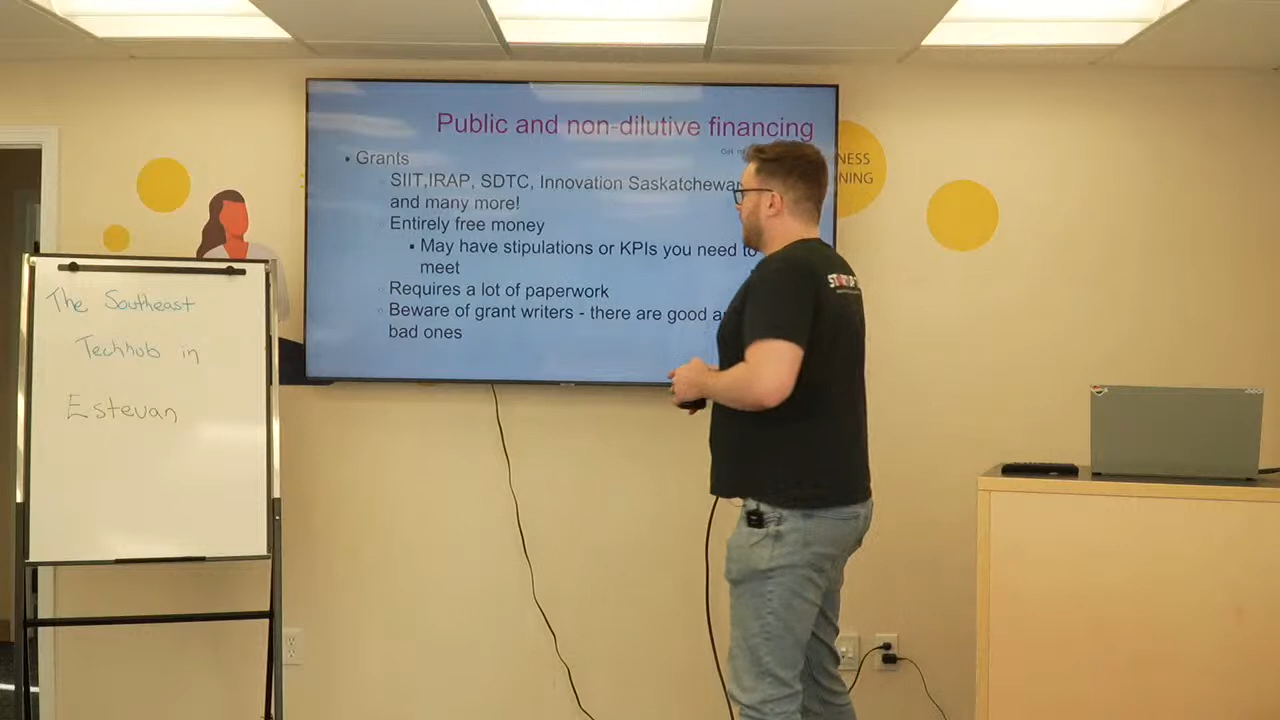 Public and non-dilutive financing
• Grants
SIIT,IRAP, SDTC, Innovation
and many more!
Entirely free money
▪ May have stipulations or KPIs you need to
meet
Requires a lot of paperwork
Beware of grant writers - there are good
bad ones
The Southeast
Techhub in
Estevan